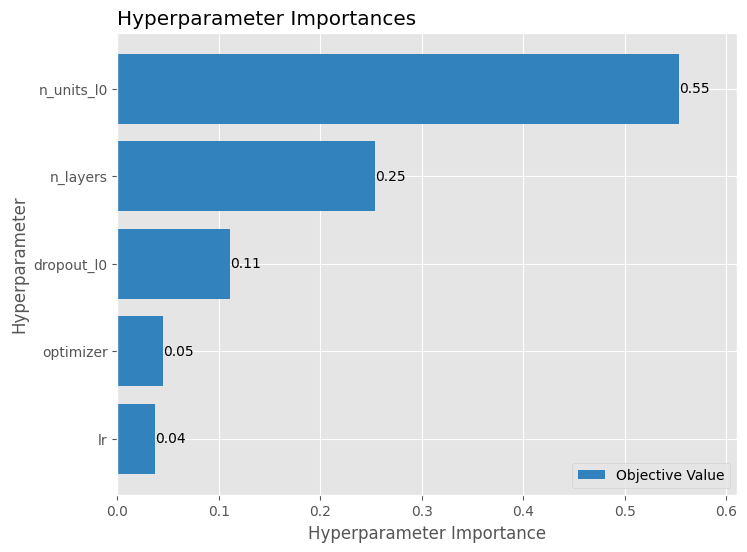 Hyperparameter Importances
Hyperparameter
n_units_l0
0.55
n_layers
0.25
dropout_l0
0.11
optimizer
0.05
lr
0.04
Objective Value
0.0 0.1 0.2 0.3 0.4 0.5 0.6
Hyperparameter Importance